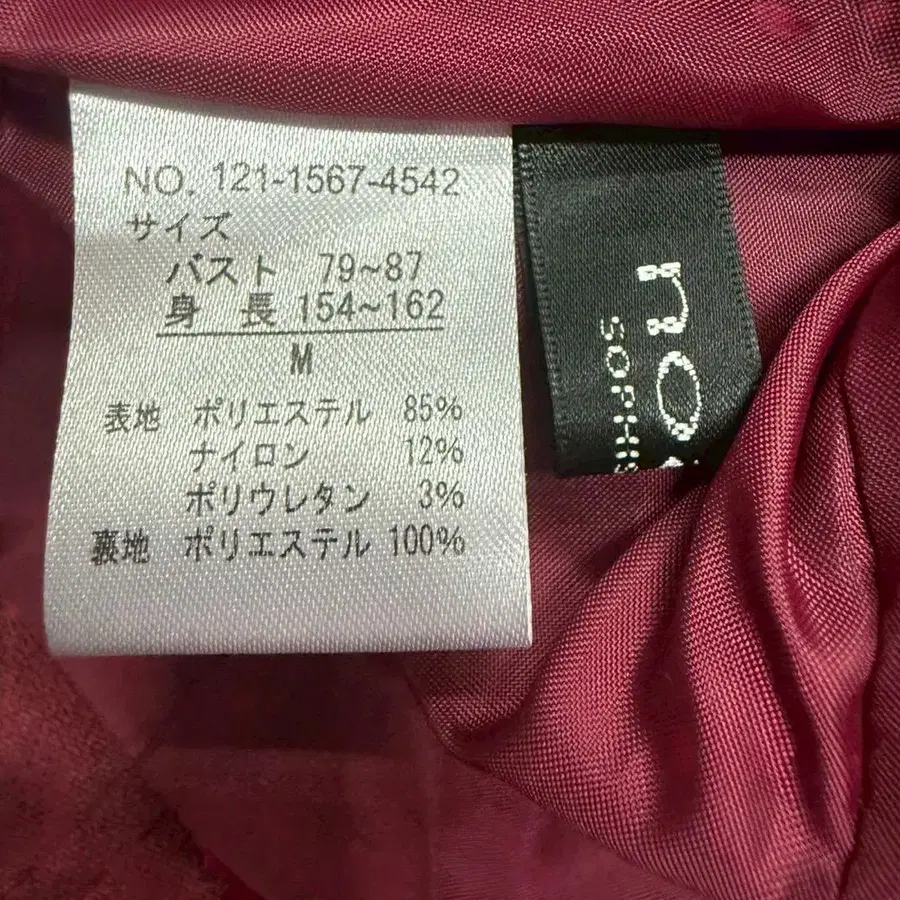 NO. 121-1567-4542
サイズ
バスト 79~87
身 長 154~162
M
表地 ポリエステル 85%
ナイロン 12%
ポリウレタン 3%
裏地 ポリエステル 100%